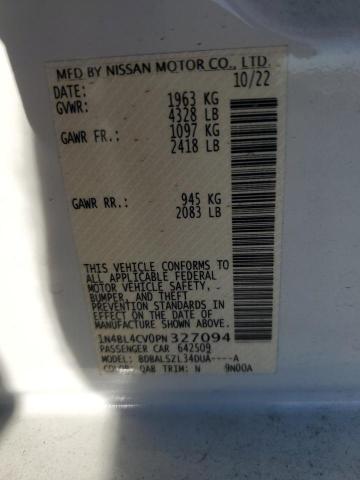 MFD BY NISSAN MOTOR CO., LTD.
DATE: 10/22
GVWR: 1963 KG
4328 LB
GAWR FR.: 1097 KG
2418 LB
GAWR RR.: 945 KG
2083 LB
THIS VEHICLE CONFORMS TO
ALL APPLICABLE FEDERAL
MOTOR VEHICLE SAFETY,
BUMPER, AND THEFT
PREVENTION STANDARDS IN
EFFECT ON THE DATE OF
MANUFACTURE SHOWN ABOVE.
1N4BL4CV0PN 327094
PASSENGER CAR 642509
MODEL: BDBALSZL34DUA----A
COLOR: QAB TRIM: N 9N00A